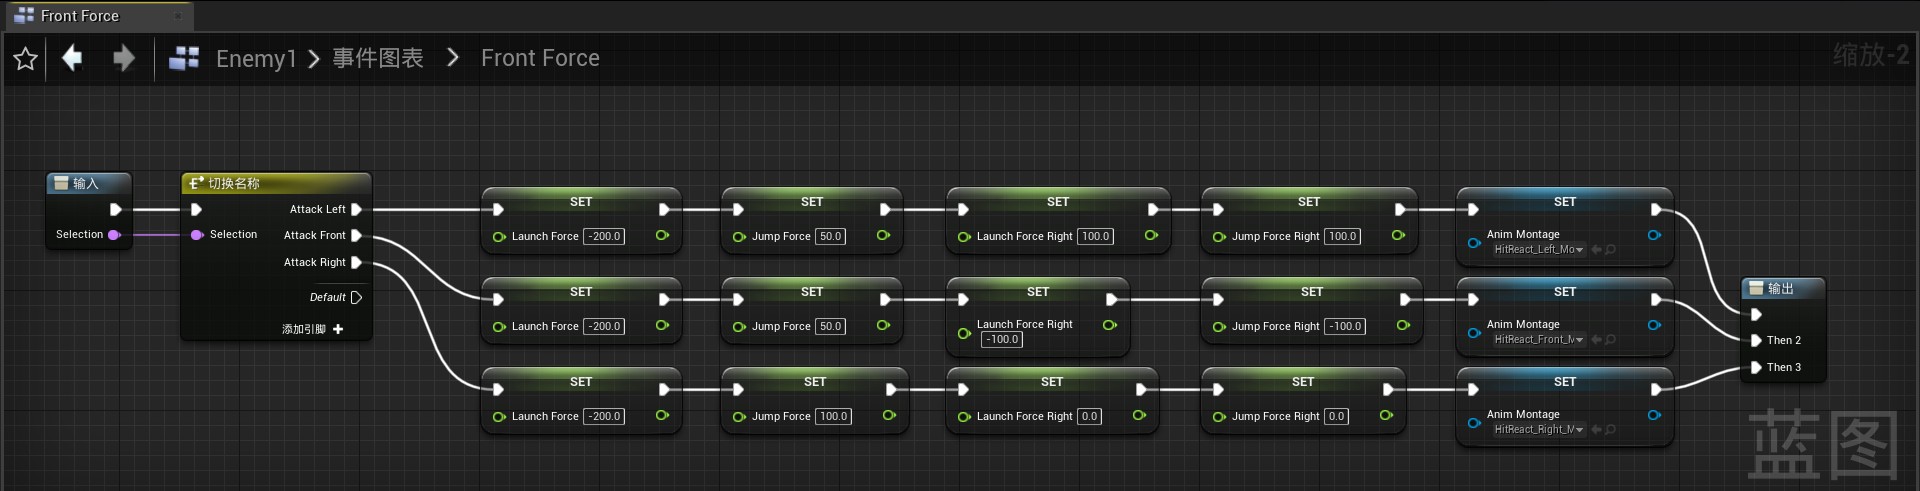 Front Force
Enemy1 > 事件图表 > Front Force
缩放-2
输入
Selection
切换名称
Selection
Attack Left
Attack Front
Attack Right
Default
添加引脚 +
SET
Launch Force -200.0
SET
Jump Force 50.0
SET
Launch Force Right 100.0
SET
Jump Force Right 100.0
SET
Anim Montage
HitReact_Left_Mo
SET
Launch Force -200.0
SET
Jump Force 50.0
SET
Launch Force Right
-100.0
SET
Jump Force Right -100.0
SET
Anim Montage
HitReact_Front_M
SET
Launch Force -200.0
SET
Jump Force 100.0
SET
Launch Force Right 0.0
SET
Jump Force Right 0.0
SET
Anim Montage
HitReact_Right_M
输出
Then 2
Then 3
蓝图